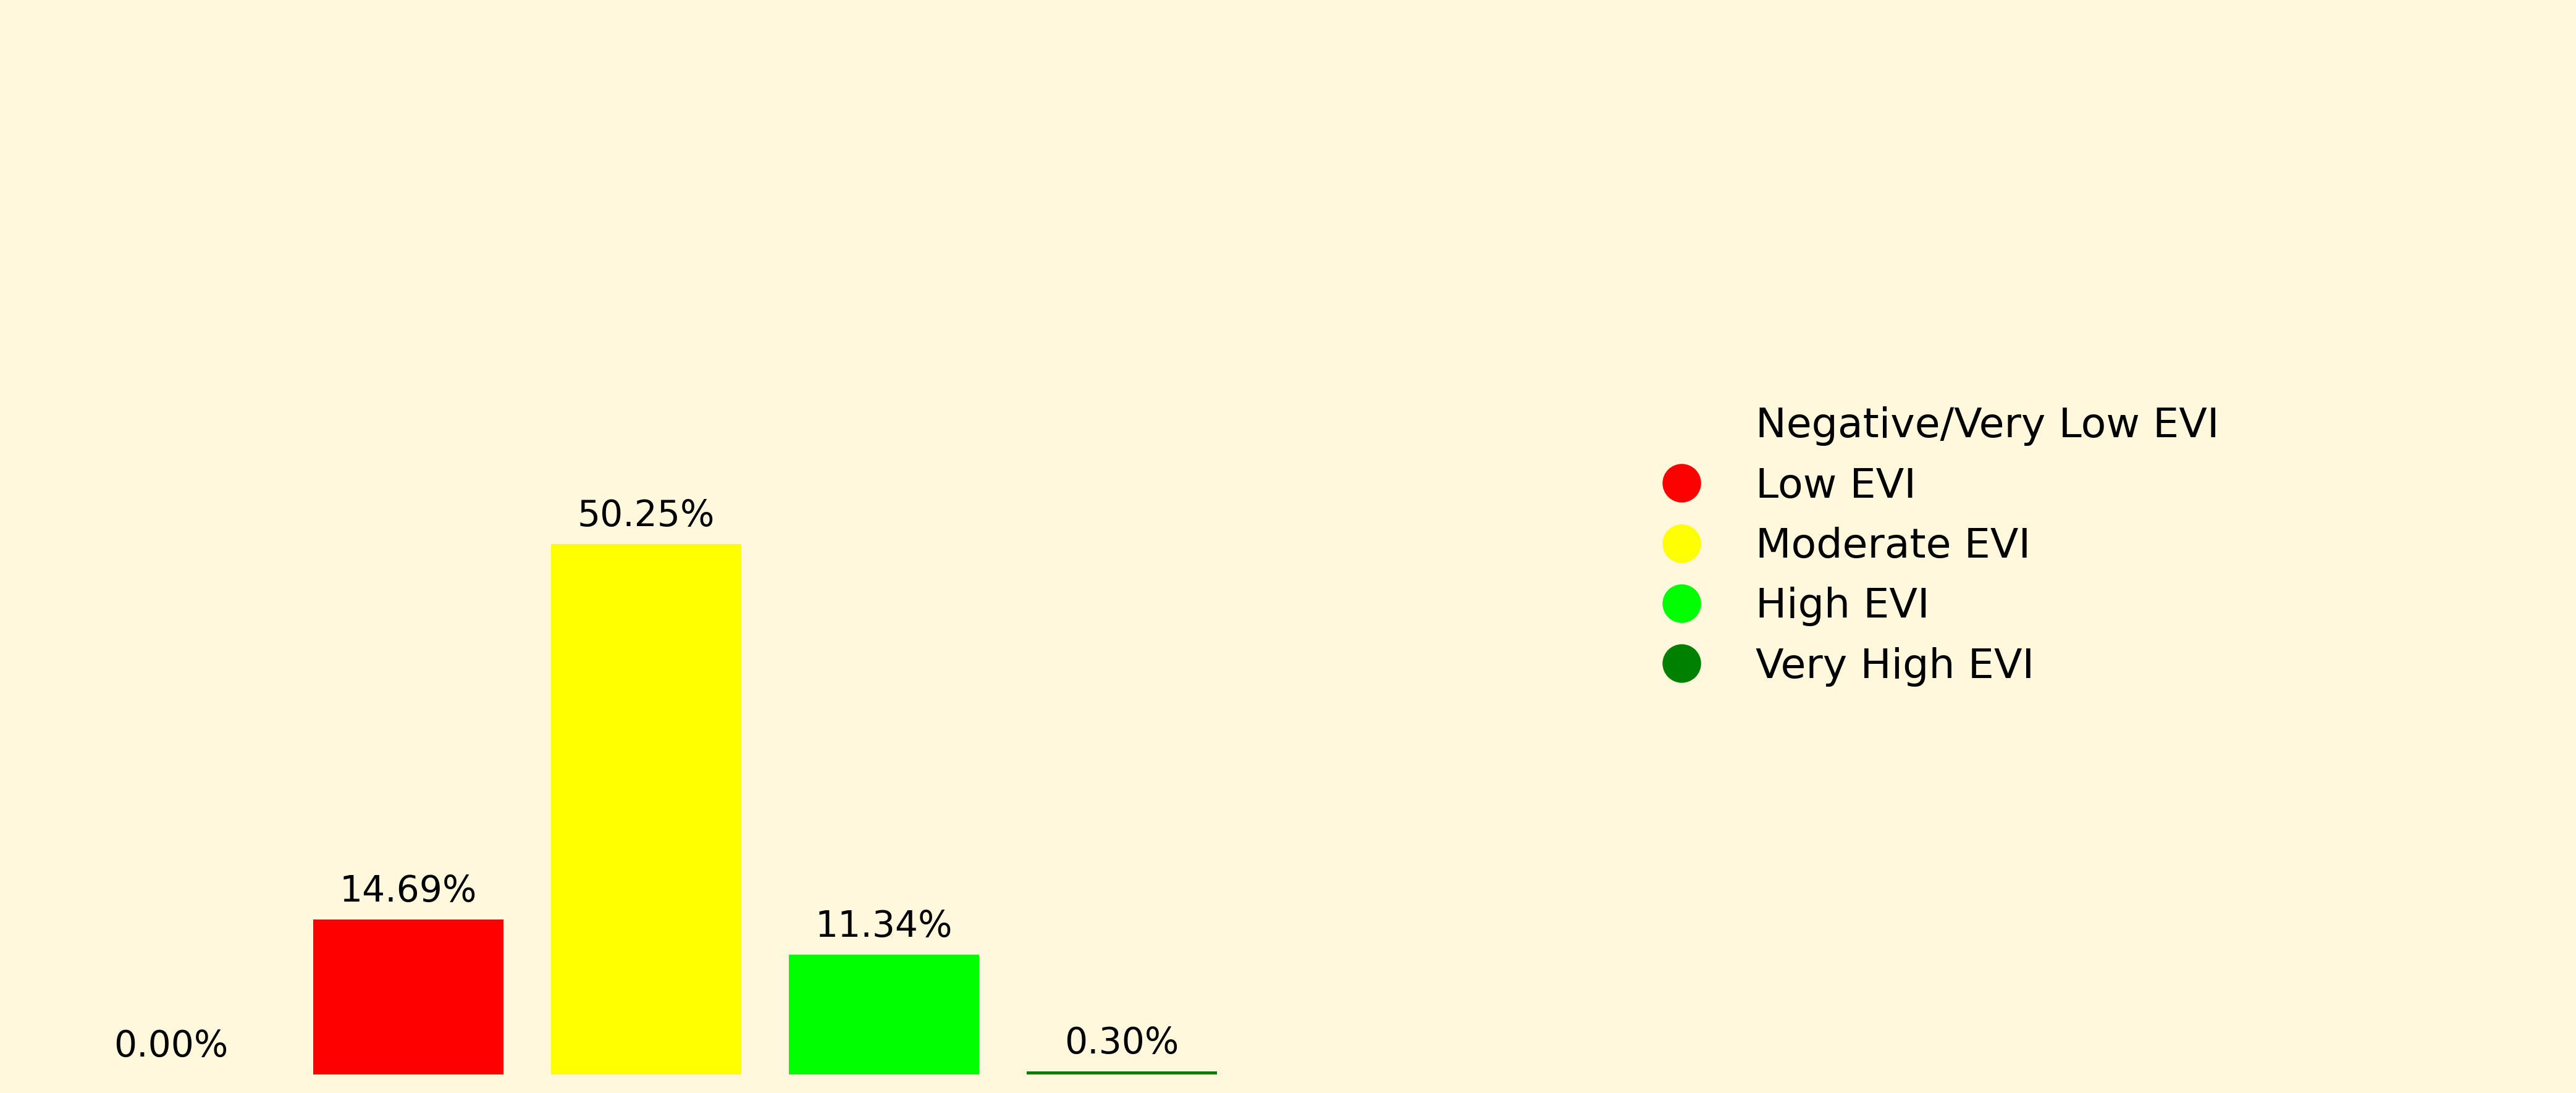 50.25%
14.69%
11.34%
0.00%
0.30%
Negative/Very Low EVI
Low EVI
Moderate EVI
High EVI
Very High EVI